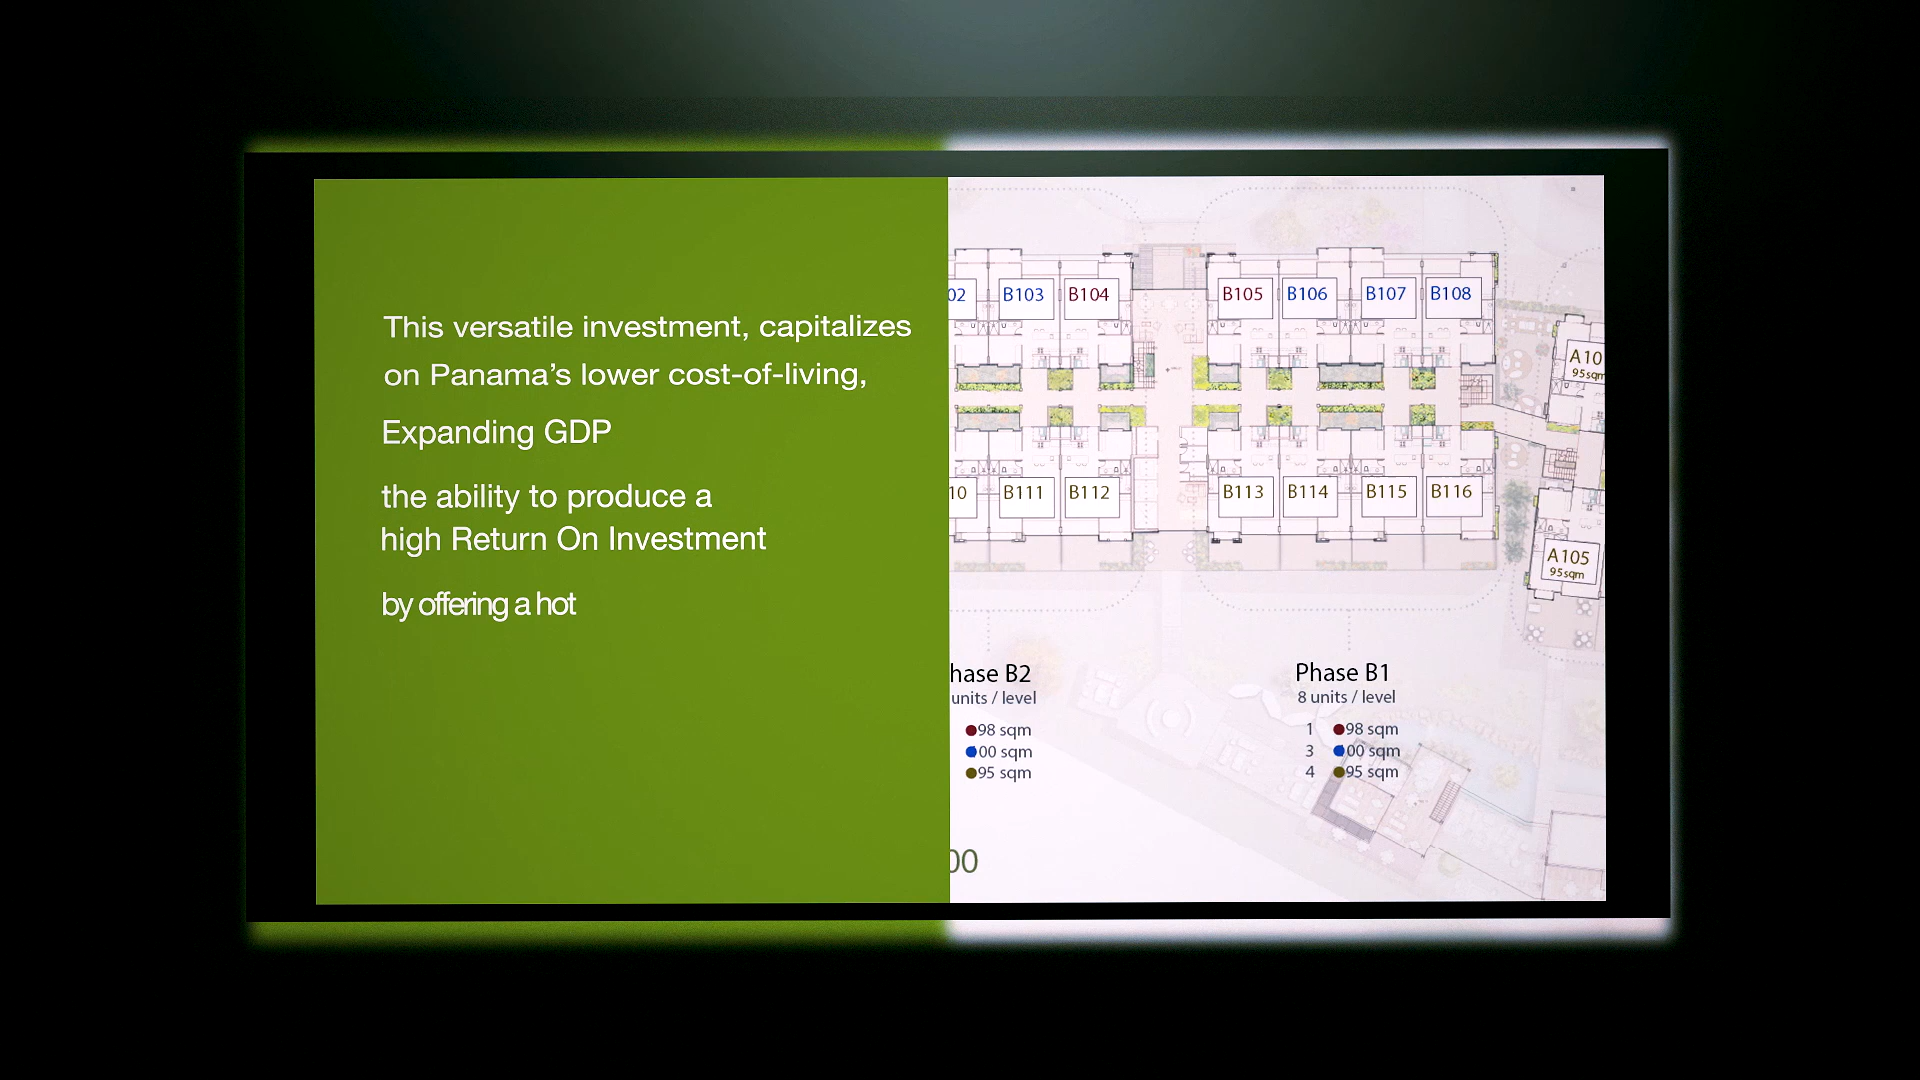 This versatile investment, capitalizes
on Panama’s lower cost-of-living,
Expanding GDP
the ability to produce a
high Return On Investment
by offering a hot
02 B103 B104 B105 B106 B107 B108
A10
95sqm
10 B111 B112 B113 B114 B115 B116
A105
95sqm
hase B2
units / level
98 sqm
00 sqm
95 sqm
Phase B1
8 units / level
1 98 sqm
3 00 sqm
4 95 sqm
00